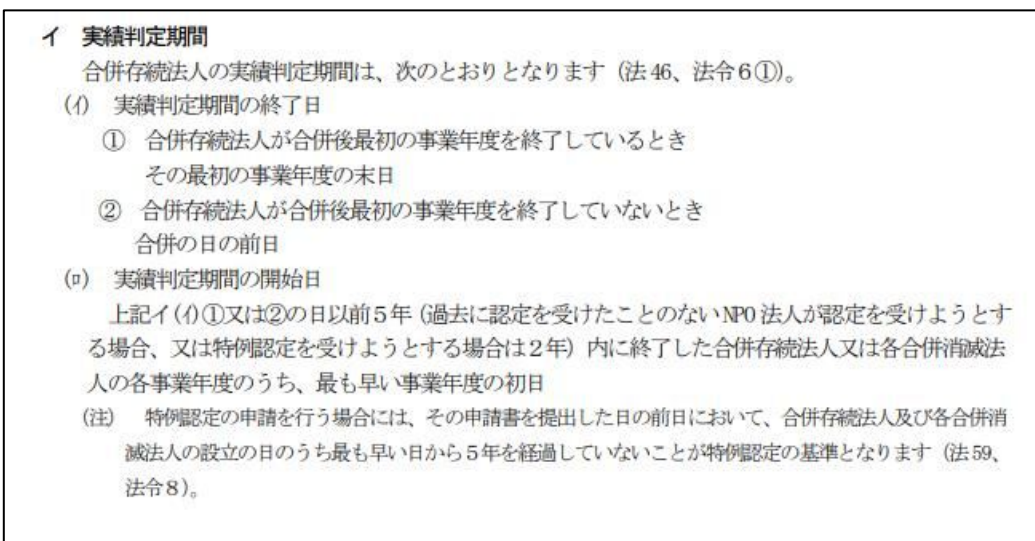 イ 実績判定期間
合併存続法人の実績判定期間は、次のとおりとなります（法46、法令６①）。
(ｲ) 実績判定期間の終了日
① 合併存続法人が合併後最初の事業年度を終了しているとき
その最初の事業年度の末日
② 合併存続法人が合併後最初の事業年度を終了していないとき
合併の日の前日
(ﾛ) 実績判定期間の開始日
上記イ(ｲ)①又は②の日以前５年（過去に認定を受けたことのないNPO法人が認定を受けようとす
る場合、又は特例認定を受けようとする場合は２年）内に終了した合併存続法人又は各合併消滅法
人の各事業年度のうち、最も早い事業年度の初日
(注) 特例認定の申請を行う場合には、その申請書を提出した日の前日において、合併存続法人及び各合併消
滅法人の設立の日のうち最も早い日から５年を経過していないことが特例認定の基準となります（法59、
法令８）。